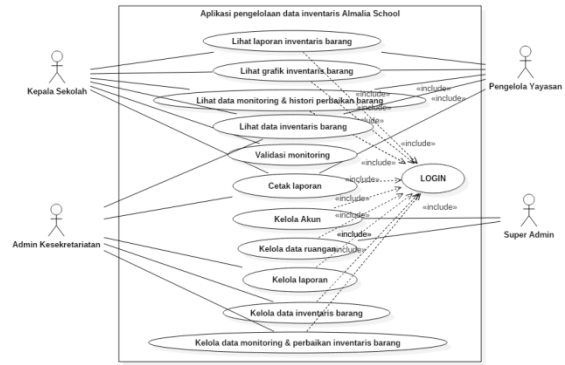 Aplikasi pengelolaan data inventaris Almalia School
Lihat laporan inventaris barang
Kepala Sekolah
Lihat grafik inventaris barang
Pengelola Yayasan
«include»
«include»
Lihat data monitoring & histori perbaikan barang
«include»
«include»
«include»
Lihat data inventaris barang
«include»
Validasi monitoring
«include»
Cetak laporan
LOGIN
«include»
Kelola Akun
«include»
«include»
Admin Kesekretariatan
Super Admin
«include»
Kelola data ruangan
«include»
Kelola laporan
Kelola data inventaris barang
Kelola data monitoring & perbaikan inventaris barang